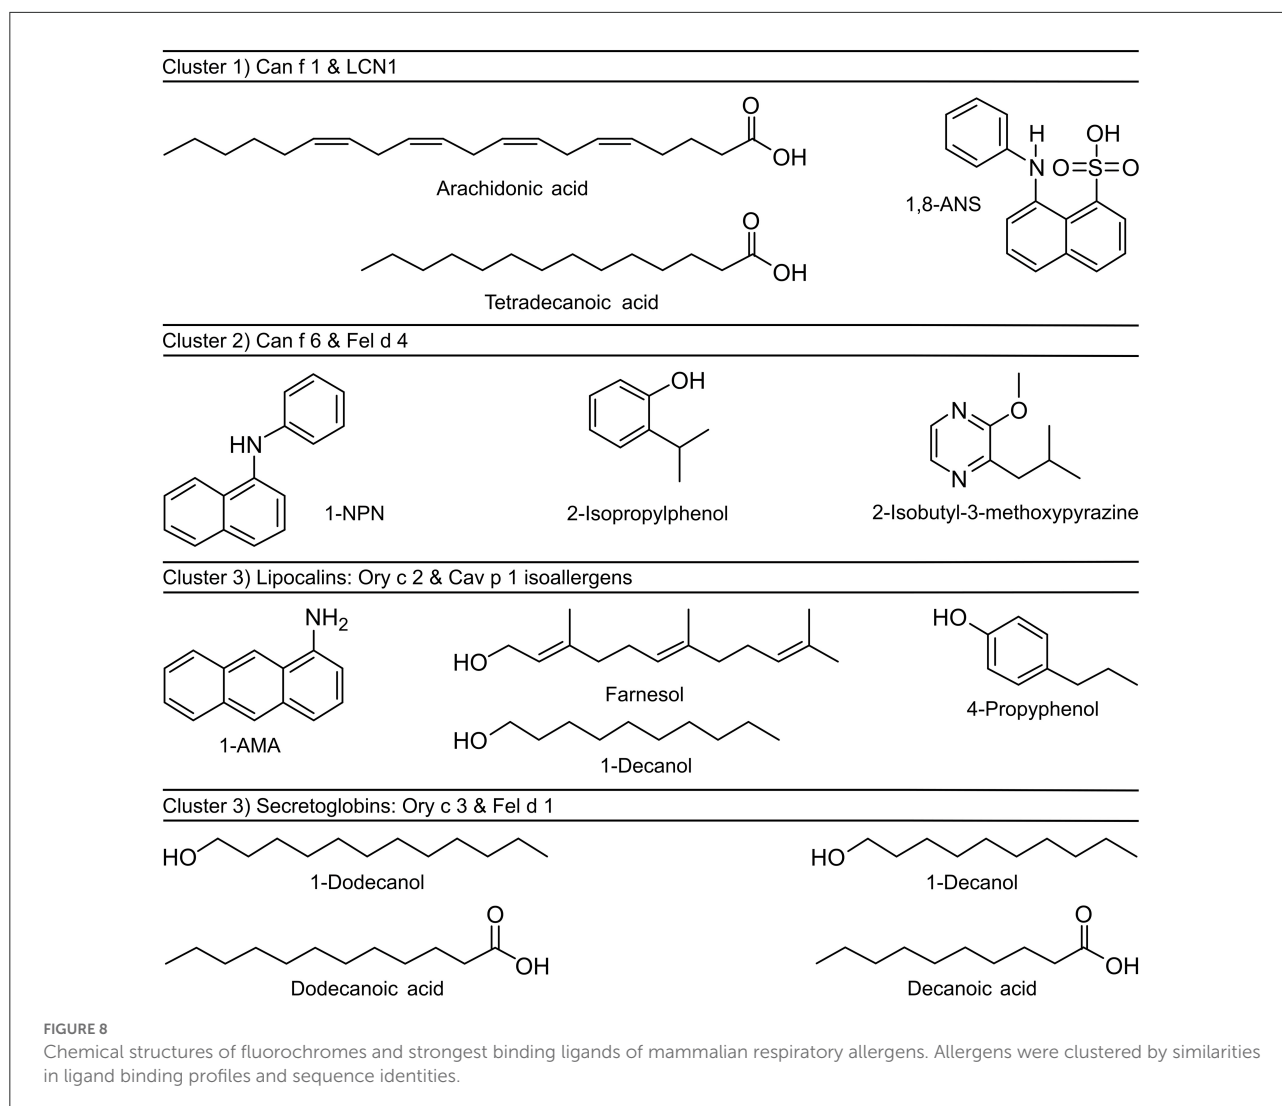 Cluster 1) Can f 1 & LCN1
O
OH
Arachidonic acid
H
N
OH
O=S=O
1,8-ANS
O
OH
Tetradecanoic acid
Cluster 2) Can f 6 & Fel d 4
HN
1-NPN
OH
2-Isopropylphenol
N
O
N
2-Isobutyl-3-methoxypyrazine
Cluster 3) Lipocalins: Ory c 2 & Cav p 1 isoallergens
NH2
1-AMA
HO
Farnesol
HO
1-Decanol
HO
4-Propyphenol
Cluster 3) Secretoglobins: Ory c 3 & Fel d 1
HO
1-Dodecanol
HO
1-Decanol
O
OH
Dodecanoic acid
O
OH
Decanoic acid
FIGURE 8
Chemical structures of fluorochromes and strongest binding ligands of mammalian respiratory allergens. Allergens were clustered by similarities
in ligand binding profiles and sequence identities.